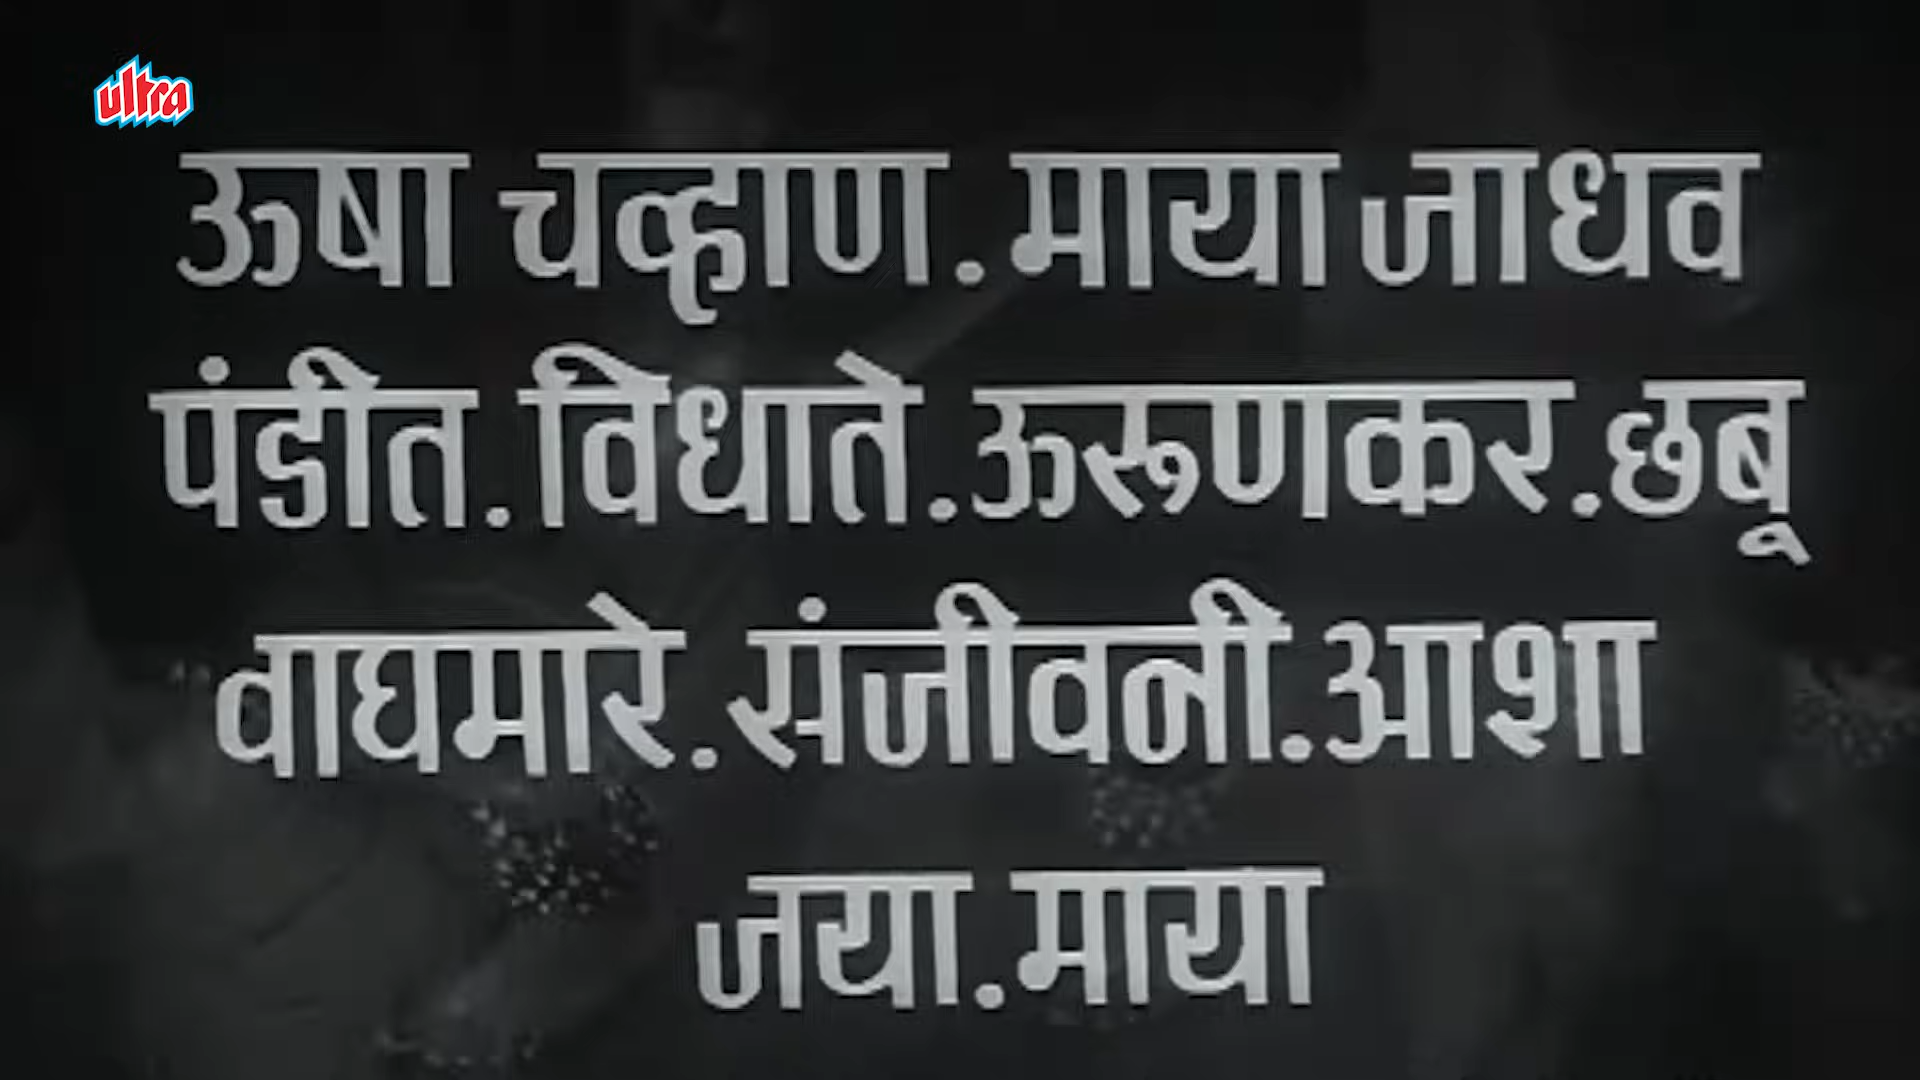 ultra
ऊषा चव्हाण. माया जाधव
पंडीत. विधाते. ऊरूणकर. छबू
वाघमारे. संजीवनी. आशा
जया. माया